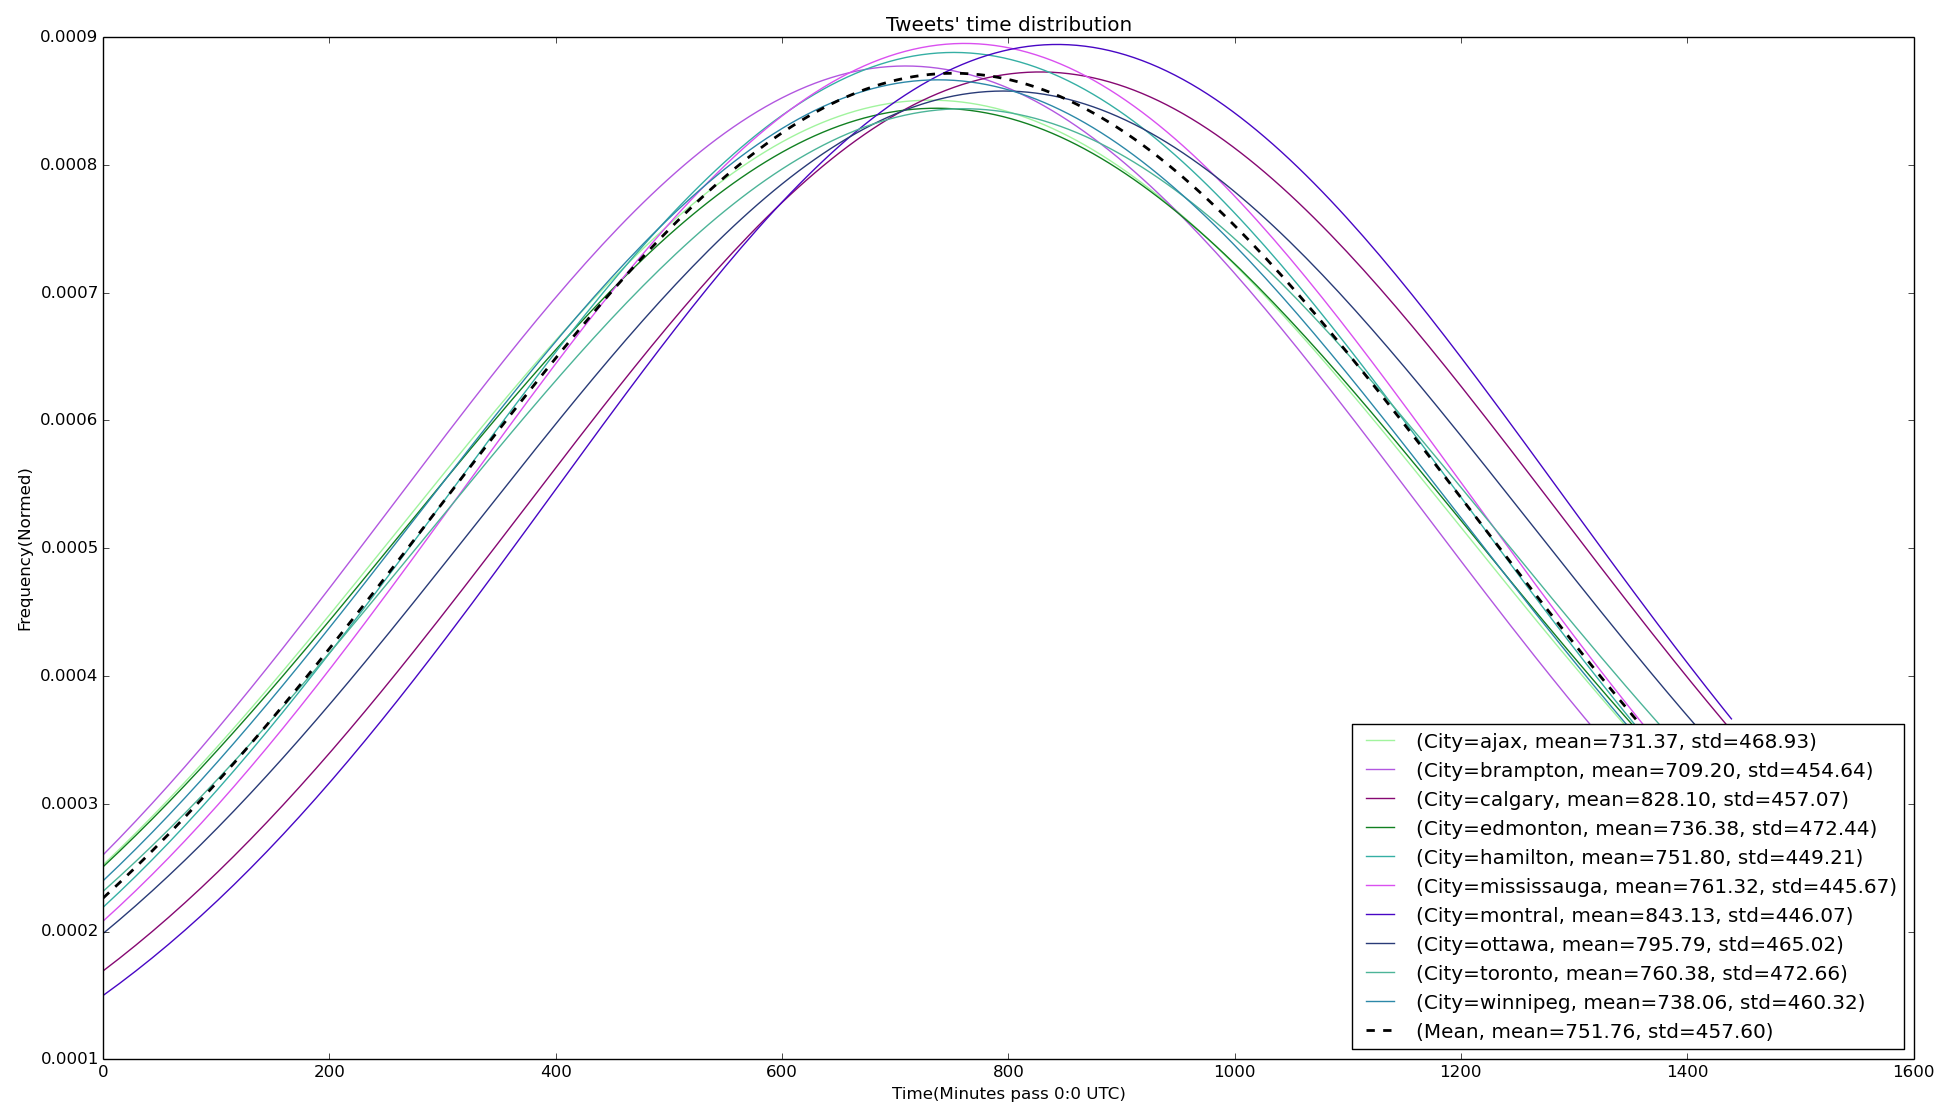 Tweets' time distribution
0.0009
0.0008
0.0007
0.0006
0.0005
0.0004
0.0003
0.0002
0.0001
Frequency(Normed)
(City=ajax, mean=731.37, std=468.93)
(City=brampton, mean=709.20, std=454.64)
(City=calgary, mean=828.10, std=457.07)
(City=edmonton, mean=736.38, std=472.44)
(City=hamilton, mean=751.80, std=449.21)
(City=mississauga, mean=761.32, std=445.67)
(City=montral, mean=843.13, std=446.07)
(City=ottawa, mean=795.79, std=465.02)
(City=toronto, mean=760.38, std=472.66)
(City=winnipeg, mean=738.06, std=460.32)
(Mean, mean=751.76, std=457.60)
0 200 400 600 800 1000 1200 1400 1600
Time(Minutes pass 0:0 UTC)